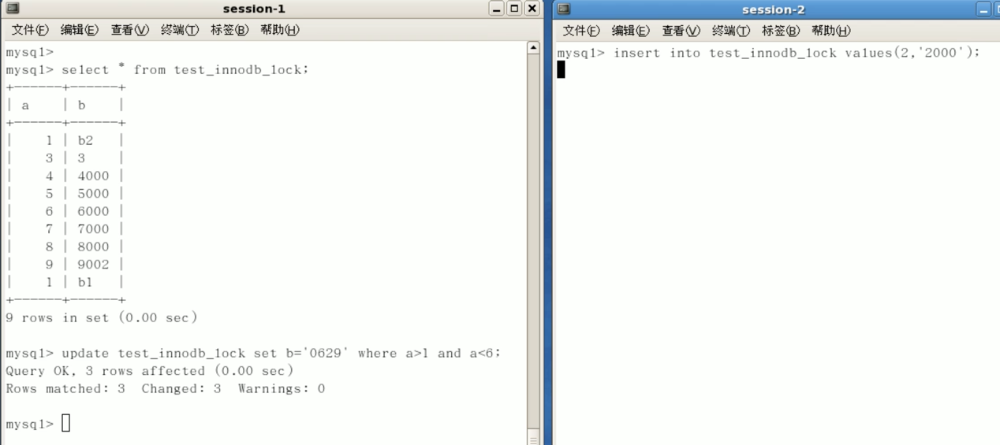 session-1
文件(F) 编辑(E) 查看(V) 终端(T) 标签(B) 帮助(H)
mysql>
mysql> select * from test_innodb_lock;
+------+------+
| a    | b    |
+------+------+
|    1 | b2   |
|    3 | 3    |
|    4 | 4000 |
|    5 | 5000 |
|    6 | 6000 |
|    7 | 7000 |
|    8 | 8000 |
|    9 | 9002 |
|    1 | b1   |
+------+------+
9 rows in set (0.00 sec)
mysql> update test_innodb_lock set b='0629' where a>1 and a<6;
Query OK, 3 rows affected (0.00 sec)
Rows matched: 3  Changed: 3  Warnings: 0
mysql>
session-2
文件(F) 编辑(E) 查看(V) 终端(T) 标签(B) 帮助(H)
mysql> insert into test_innodb_lock values(2,'2000');